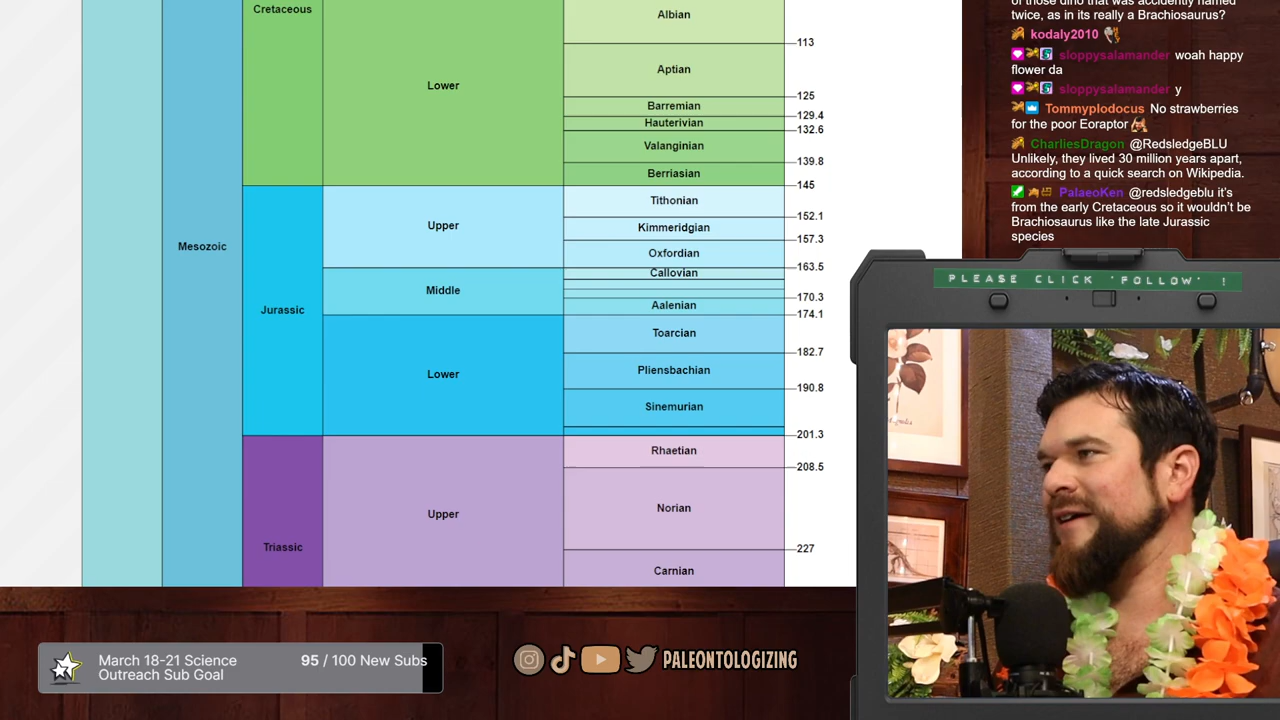 Cretaceous
Albian
113
Lower
Aptian
125
Barremian
129.4
Hauterivian
132.6
Valanginian
139.8
Berriasian
145
Mesozoic
Jurassic
Upper
Tithonian
152.1
Kimmeridgian
157.3
Oxfordian
163.5
Middle
Callovian
170.3
Aalenian
174.1
Lower
Toarcian
182.7
Pliensbachian
190.8
Sinemurian
201.3
Triassic
Upper
Rhaetian
208.5
Norian
227
Carnian
of those dino that was accidently named
twice, as in its really a Brachiosaurus?
kodaly2010
sloppysalamander woah happy
flower da
sloppysalamander y
Tommyplodocus No strawberries
for the poor Eoraptor
CharliesDragon @RedsledgeBLU
Unlikely, they lived 30 million years apart,
according to a quick search on Wikipedia.
PalaeoKen @redsledgeblu it's
from the early Cretaceous so it wouldn't be
Brachiosaurus like the late Jurassic
species
PLEASE CLICK 'FOLLOW' !
March 18-21 Science
Outreach Sub Goal
95 / 100 New Subs
PALEONTOLOGIZING